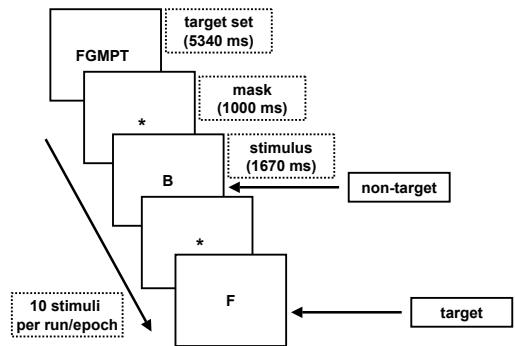 target set
(5340 ms)
FGMPT
mask
(1000 ms)
*
stimulus
(1670 ms)
B
non-target
*
F
target
10 stimuli
per run/epoch